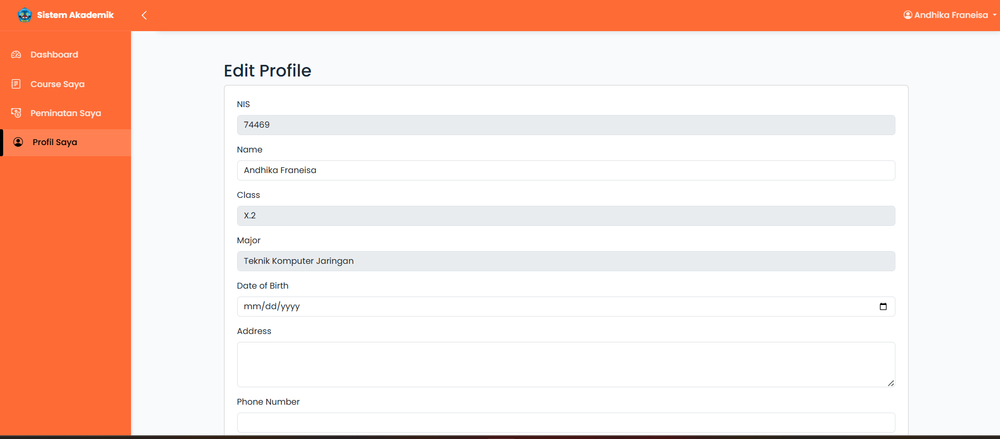 Sistem Akademik
Andhika Franeisa
Dashboard
Course Saya
Peminatan Saya
Profil Saya
Edit Profile
NIS
74469
Name
Andhika Franeisa
Class
X.2
Major
Teknik Komputer Jaringan
Date of Birth
mm/dd/yyyy
Address
Phone Number